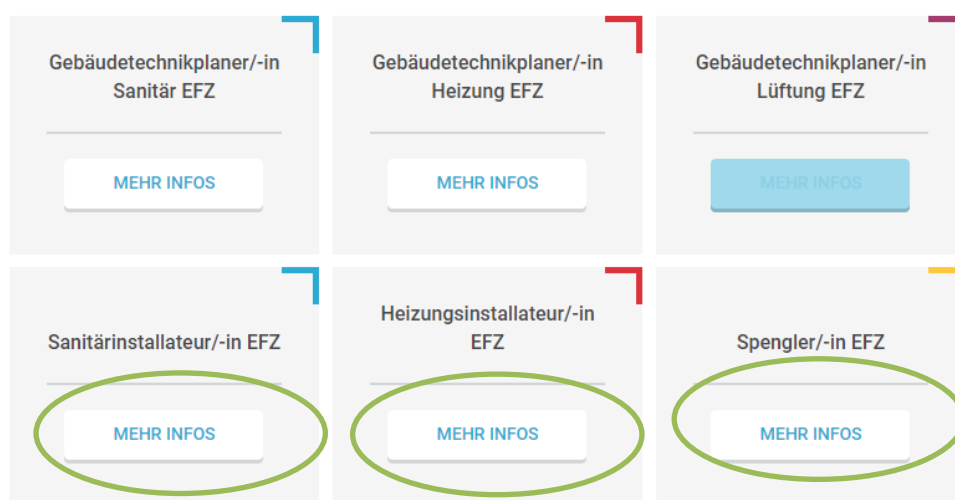 Gebäudetechnikplaner/-in
Sanitär EFZ
MEHR INFOS
Gebäudetechnikplaner/-in
Heizung EFZ
MEHR INFOS
Gebäudetechnikplaner/-in
Lüftung EFZ
MEHR INFOS
Sanitärinstallateur/-in EFZ
MEHR INFOS
Heizungsinstallateur/-in
EFZ
MEHR INFOS
Spengler/-in EFZ
MEHR INFOS